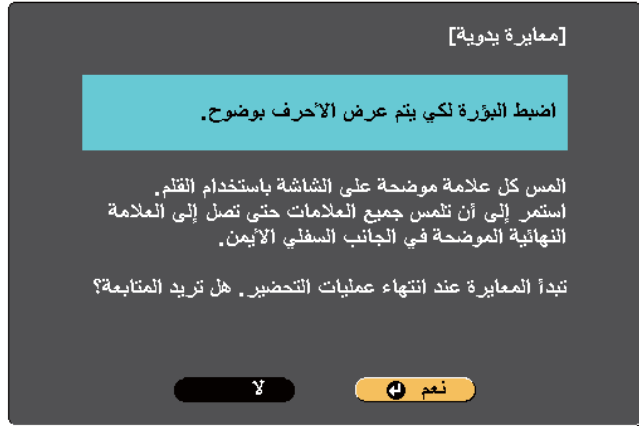 [معايرة يدوية]
اضبط البؤرة لكي يتم عرض الأحرف بوضوح.
المس كل علامة موضحة على الشاشة باستخدام القلم.
استمر إلى أن تلمس جميع العلامات حتى تصل إلى العلامة
النهائية الموضحة في الجانب السفلي الأيمن.
تبدأ المعايرة عند انتهاء عمليات التحضير. هل تريد المتابعة؟
نعم
لا